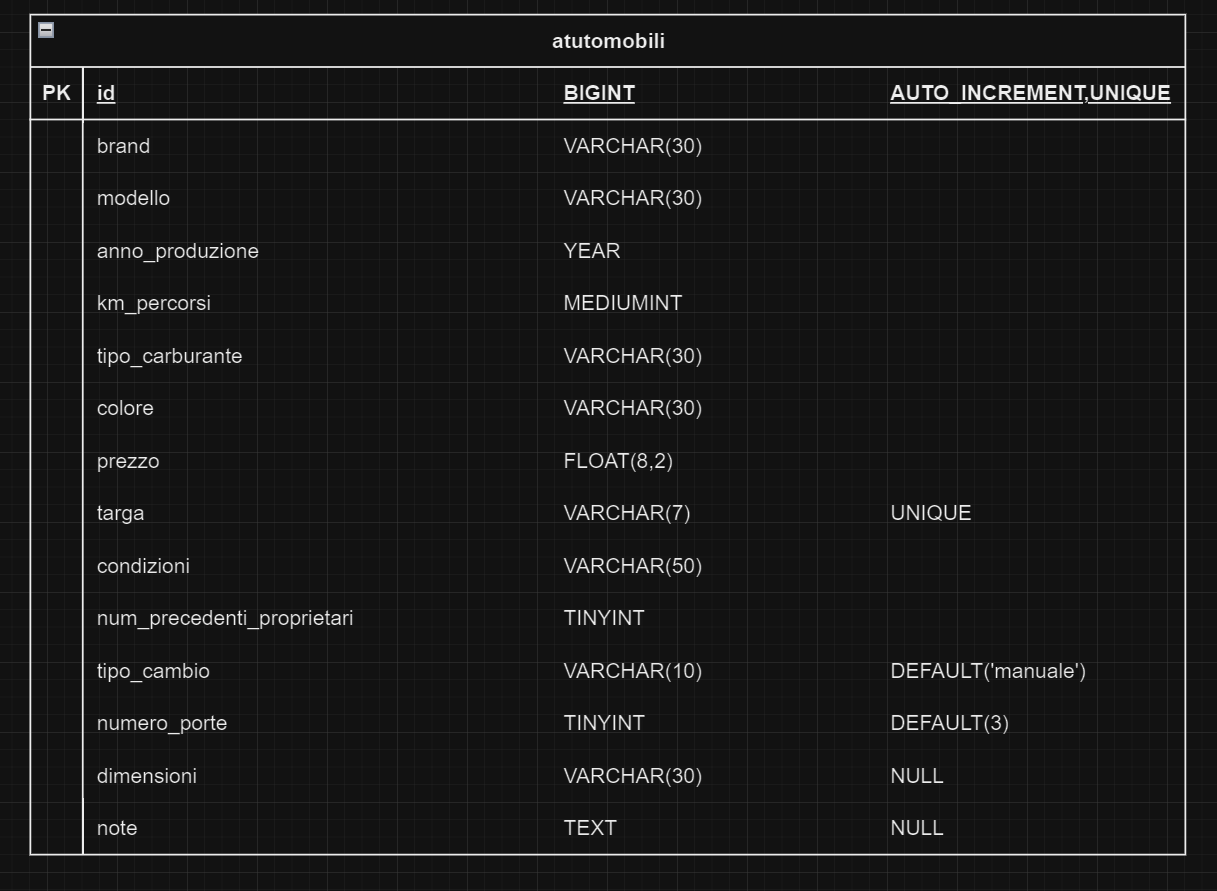 atutomobili
PK id BIGINT AUTO_INCREMENT,UNIQUE
brand VARCHAR(30)
modello VARCHAR(30)
anno_produzione YEAR
km_percorsi MEDIUMINT
tipo_carburante VARCHAR(30)
colore VARCHAR(30)
prezzo FLOAT(8,2)
targa VARCHAR(7) UNIQUE
condizioni VARCHAR(50)
num_precedenti_proprietari TINYINT
tipo_cambio VARCHAR(10) DEFAULT('manuale')
numero_porte TINYINT DEFAULT(3)
dimensioni VARCHAR(30) NULL
note TEXT NULL